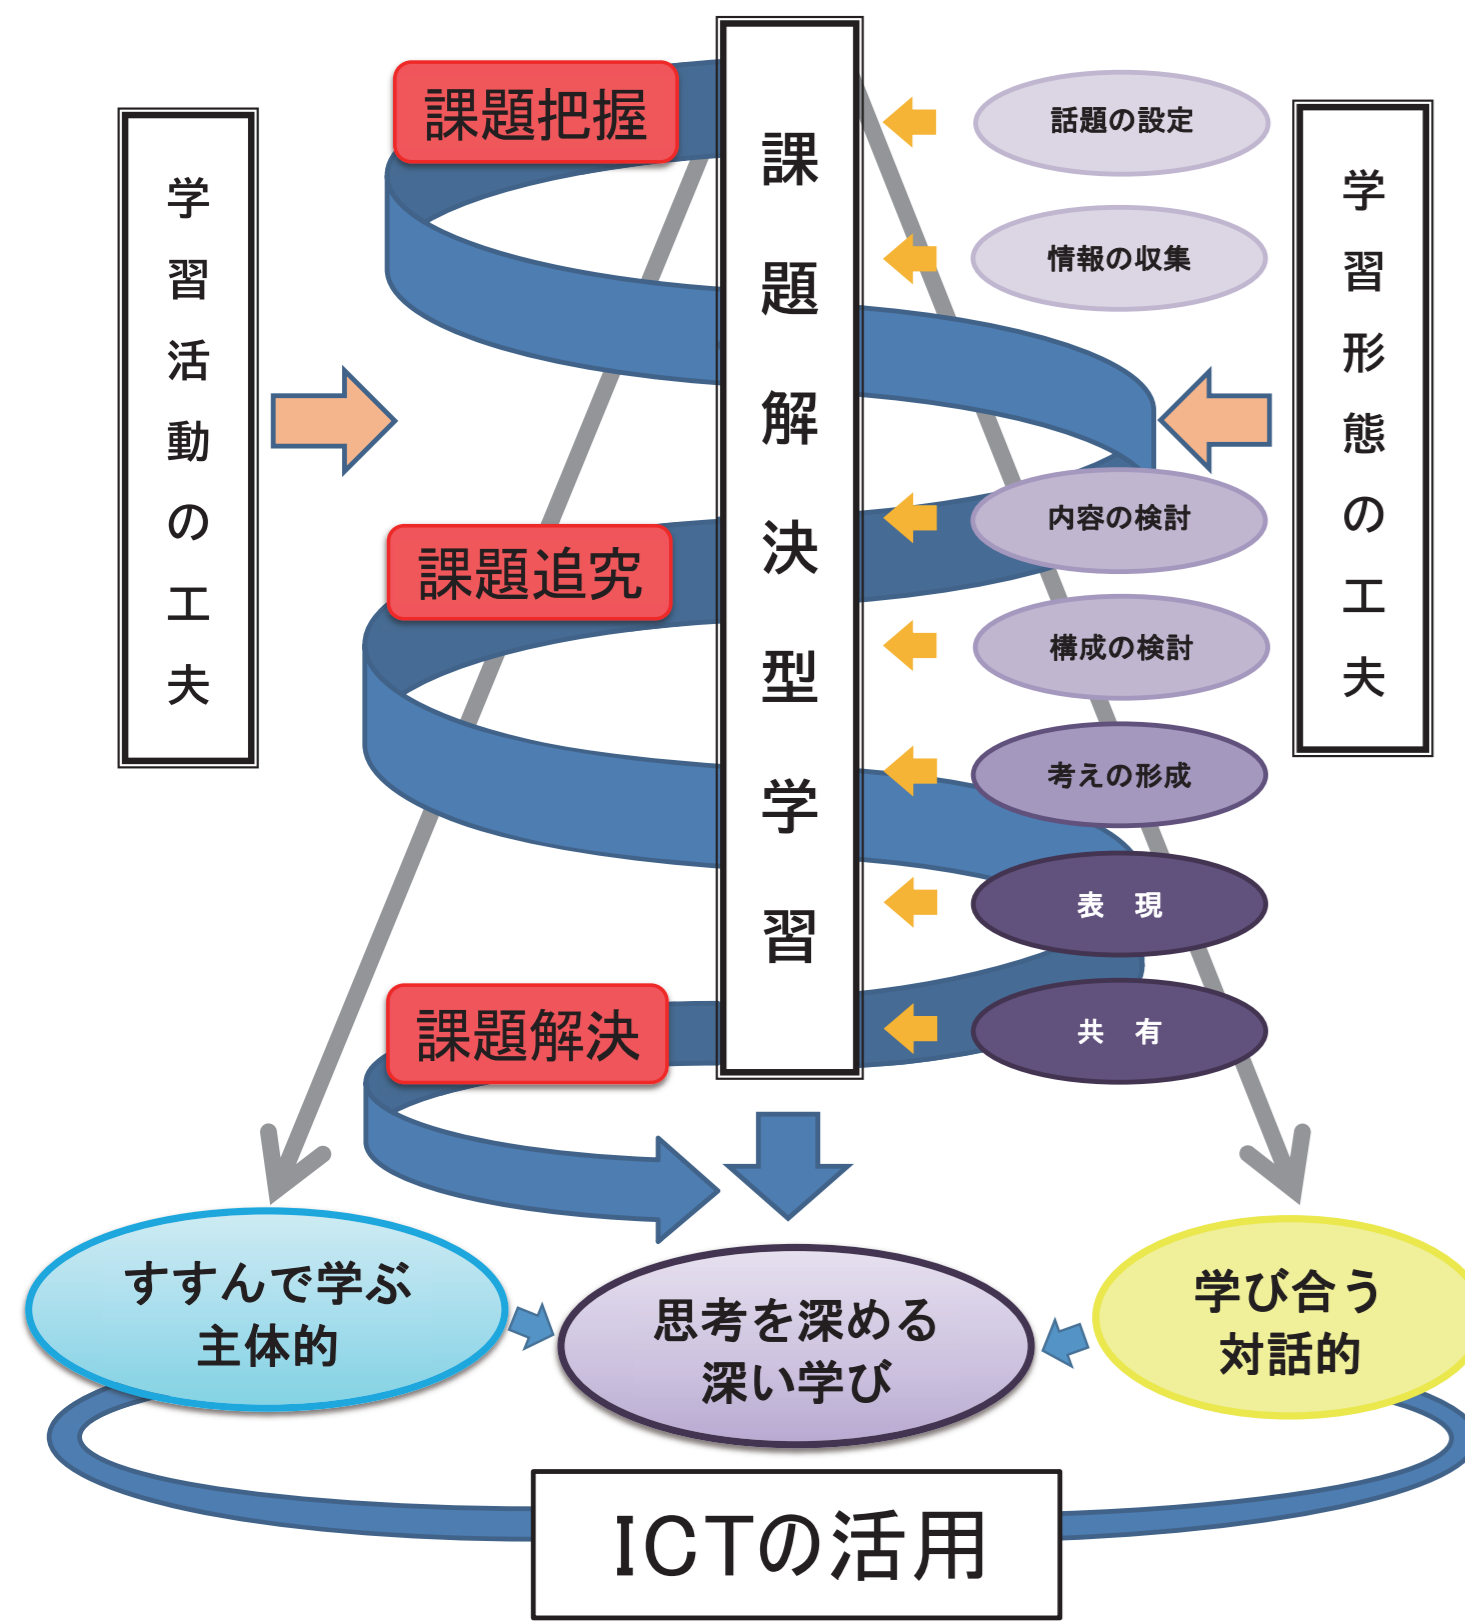 課題解決型学習
学習活動の工夫
学習形態の工夫
課題把握
課題追究
課題解決
話題の設定
情報の収集
内容の検討
構成の検討
考えの形成
表　現
共　有
すすんで学ぶ
主体的
思考を深める
深い学び
学び合う
対話的
ICTの活用